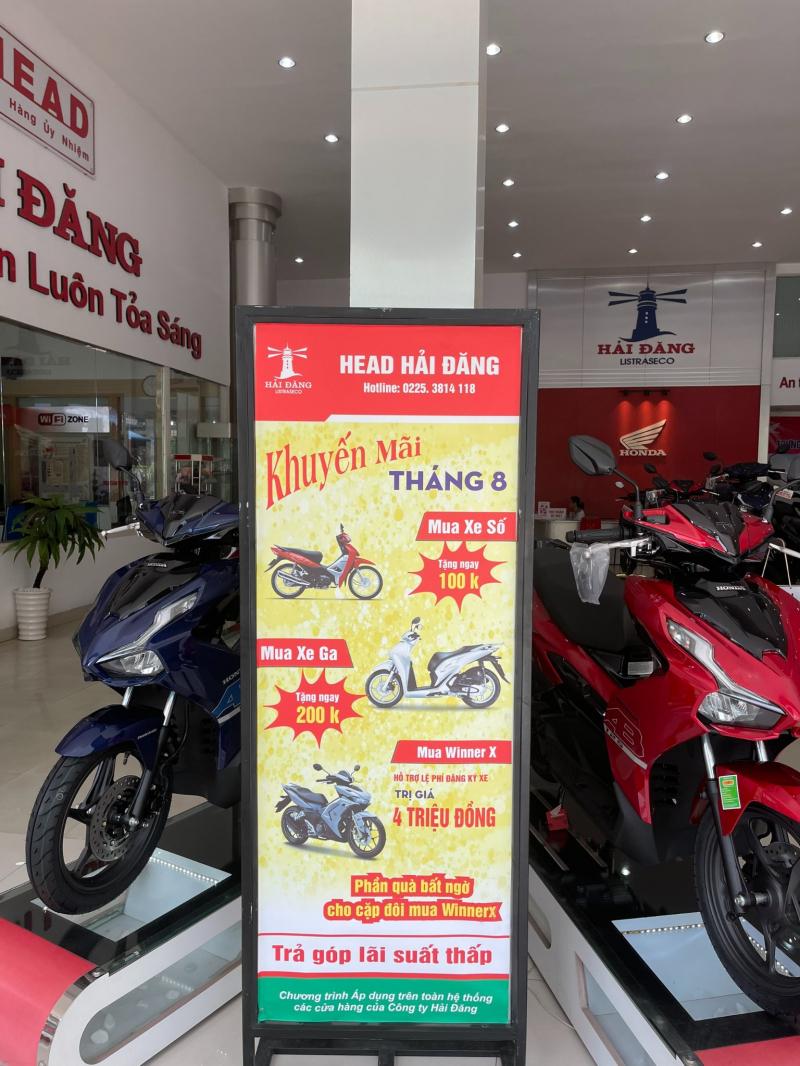 HEAD
Hàng Ủy Nhiệm
ĐĂNG
Luôn Tỏa Sáng
WiFi ZONE
HẢI ĐĂNG
LISTRASECO
HONDA
An
HẢI ĐĂNG
LISTRASECO
HEAD HẢI ĐĂNG
Hotline: 0225. 3814 118
Khuyến Mãi
THÁNG 8
Mua Xe Số
Tặng ngay
100 k
Mua Xe Ga
Tặng ngay
200 k
Mua Winner X
HỖ TRỢ LỆ PHÍ ĐĂNG KÝ XE
TRỊ GIÁ
4 TRIỆU ĐỒNG
Phần quà bất ngờ
cho cặp đôi mua Winnerx
Trả góp lãi suất thấp
Chương trình Áp dụng trên toàn hệ thống
các cửa hàng của Công ty Hải Đăng
HONDA